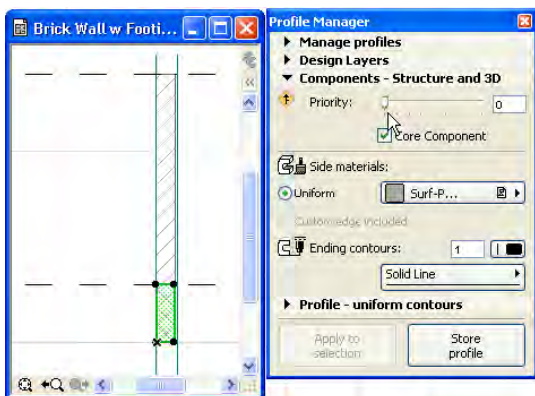 Brick Wall w Footi...
Profile Manager
Manage profiles
Design Layers
Components - Structure and 3D
Priority:
0
Core Component
Side materials:
Uniform
Surf-P...
Custom edge included
Ending contours:
1
Solid Line
Profile - uniform contours
Apply to
selection
Store
profile